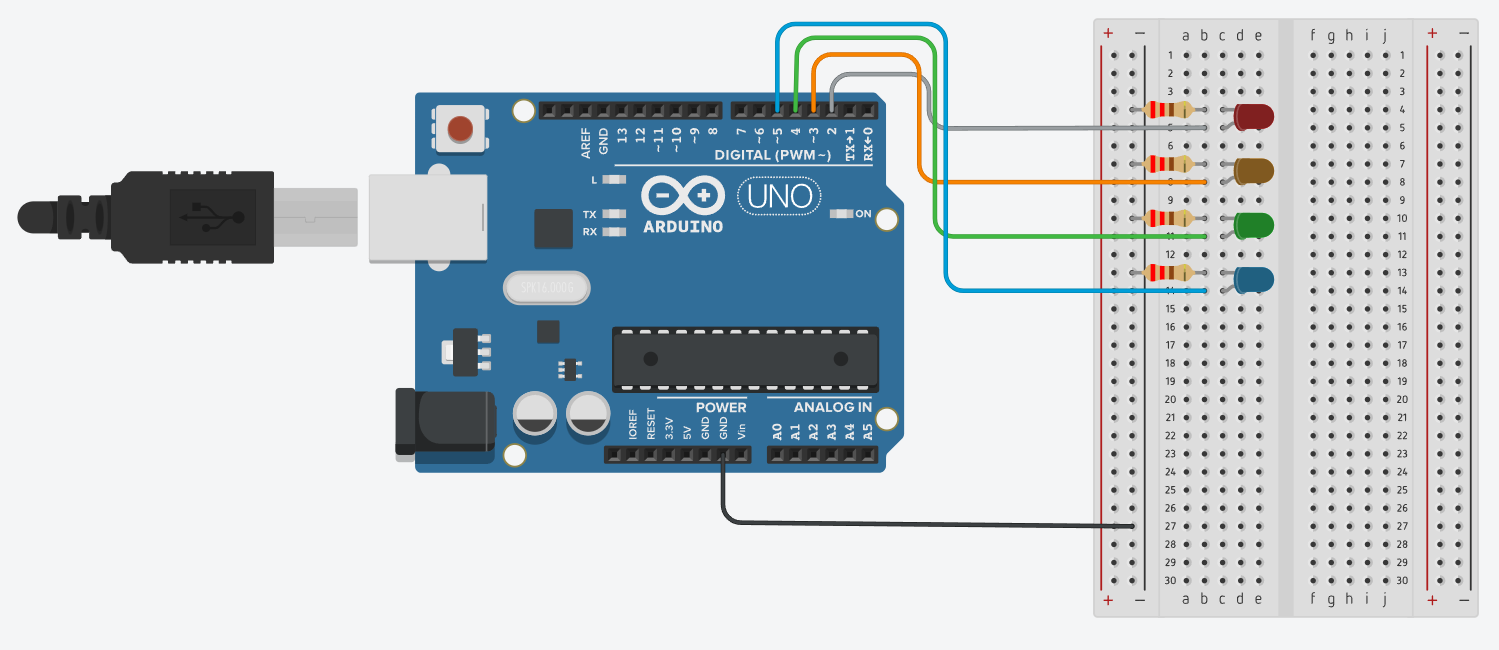 AREF
GND
13
12
~11
~10
~9
8
7
~6
~5
4
~3
2
TX→1
RX←0
DIGITAL (PWM~)
L
TX
RX
UNO
ARDUINO
ON
SPK16.000G
POWER
ANALOG IN
IOREF
RESET
3.3V
5V
GND
GND
Vin
A0
A1
A2
A3
A4
A5
+ − a b c d e f g h i j + −
1 1
2 2
3 3
4 4
5 5
6 6
7 7
8 8
9 9
10 10
11 11
12 12
13 13
14 14
15 15
16 16
17 17
18 18
19 19
20 20
21 21
22 22
23 23
24 24
25 25
26 26
27 27
28 28
29 29
30 30
+ − a b c d e f g h i j + −